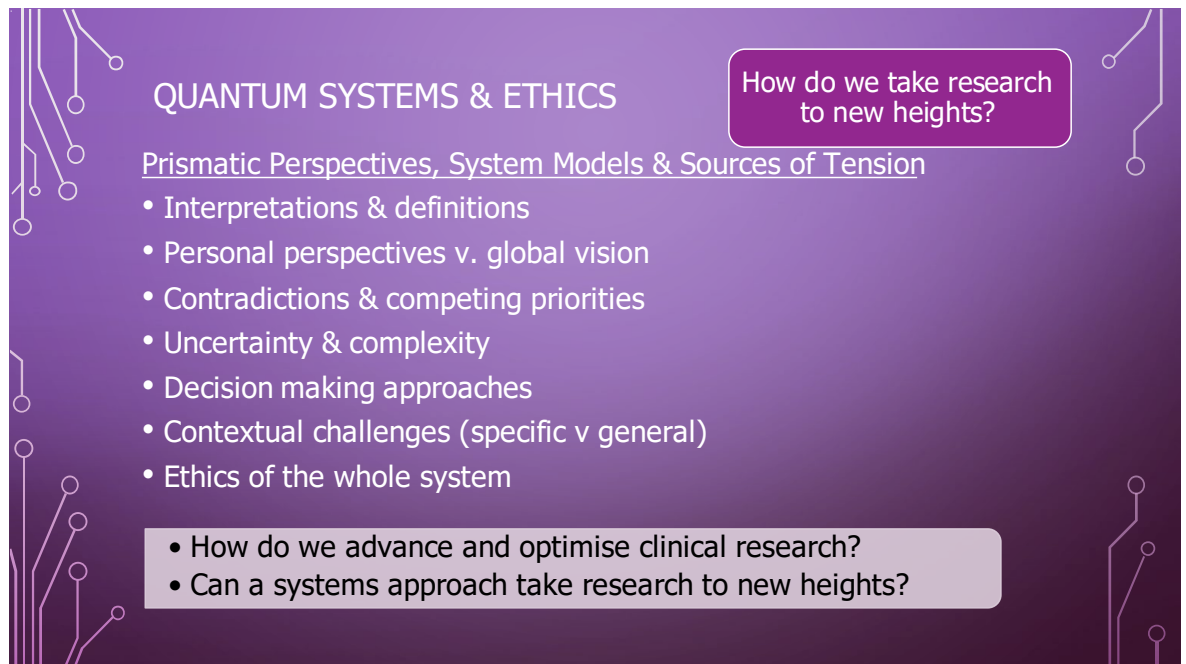 QUANTUM SYSTEMS & ETHICS
How do we take research
to new heights?
Prismatic Perspectives, System Models & Sources of Tension
• Interpretations & definitions
• Personal perspectives v. global vision
• Contradictions & competing priorities
• Uncertainty & complexity
• Decision making approaches
• Contextual challenges (specific v general)
• Ethics of the whole system
• How do we advance and optimise clinical research?
• Can a systems approach take research to new heights?